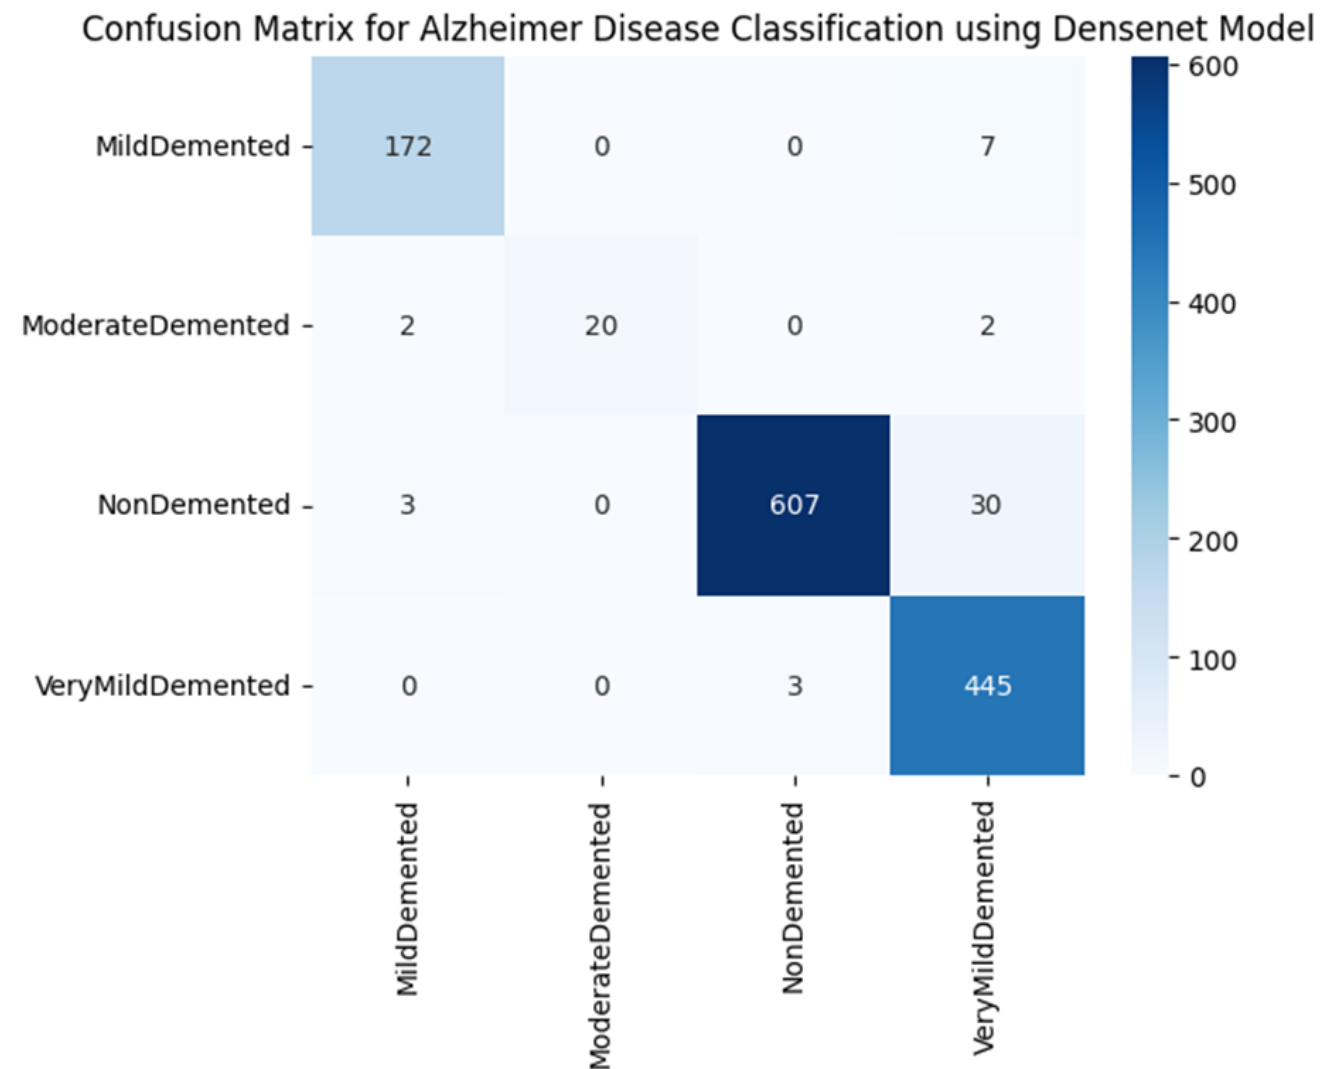 Confusion Matrix for Alzheimer Disease Classification using Densenet Model
600
MildDemented 172 0 0 7
500
400
ModerateDemented 2 20 0 2
300
NonDemented 3 0 607 30
200
100
VeryMildDemented 0 0 3 445
0
MildDemented
ModerateDemented
NonDemented
VeryMildDemented